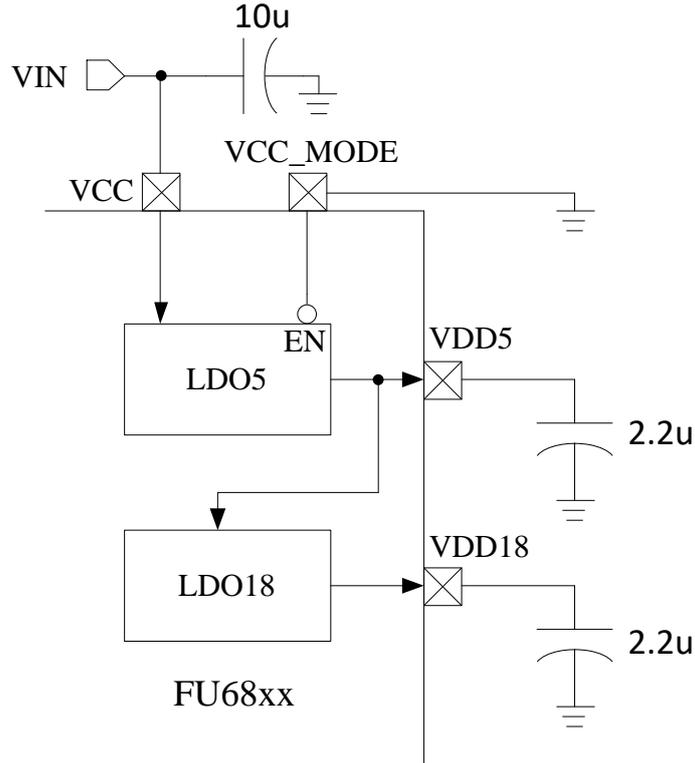 10u
VIN
VCC_MODE
VCC
EN
VDD5
LDO5
2.2u
VDD18
LDO18
2.2u
FU68xx